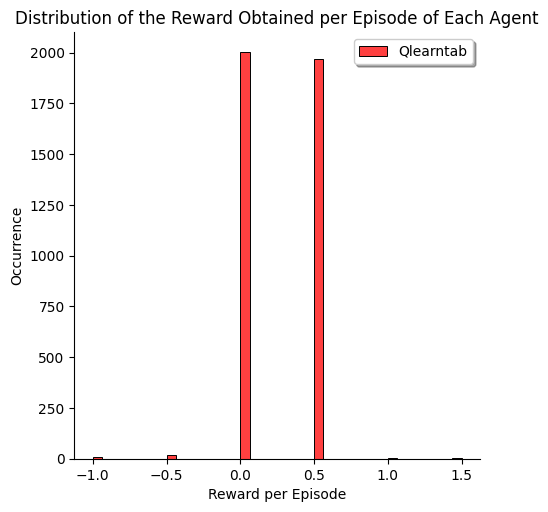 Distribution of the Reward Obtained per Episode of Each Agent
Qlearntab
2000
1750
1500
1250
1000
750
500
250
0
Occurrence
−1.0 −0.5 0.0 0.5 1.0 1.5
Reward per Episode